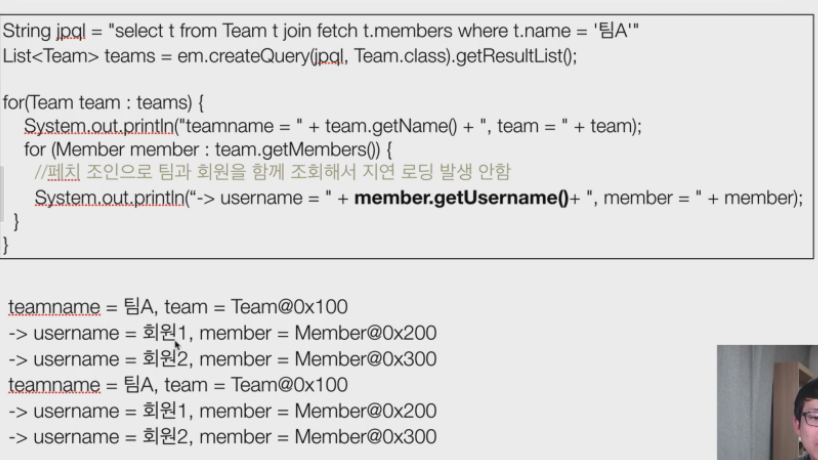 String jpql = "select t from Team t join fetch t.members where t.name = '팀A'"
List<Team> teams = em.createQuery(jpql, Team.class).getResultList();
for(Team team : teams) {
System.out.println("teamname = " + team.getName() + ", team = " + team);
for (Member member : team.getMembers()) {
//페치 조인으로 팀과 회원을 함께 조회해서 지연 로딩 발생 안함
System.out.println(“-> username = " + member.getUsername()+ ", member = " + member);
}
}
teamname = 팀A, team = Team@0x100
-> username = 회원1, member = Member@0x200
-> username = 회원2, member = Member@0x300
teamname = 팀A, team = Team@0x100
-> username = 회원1, member = Member@0x200
-> username = 회원2, member = Member@0x300